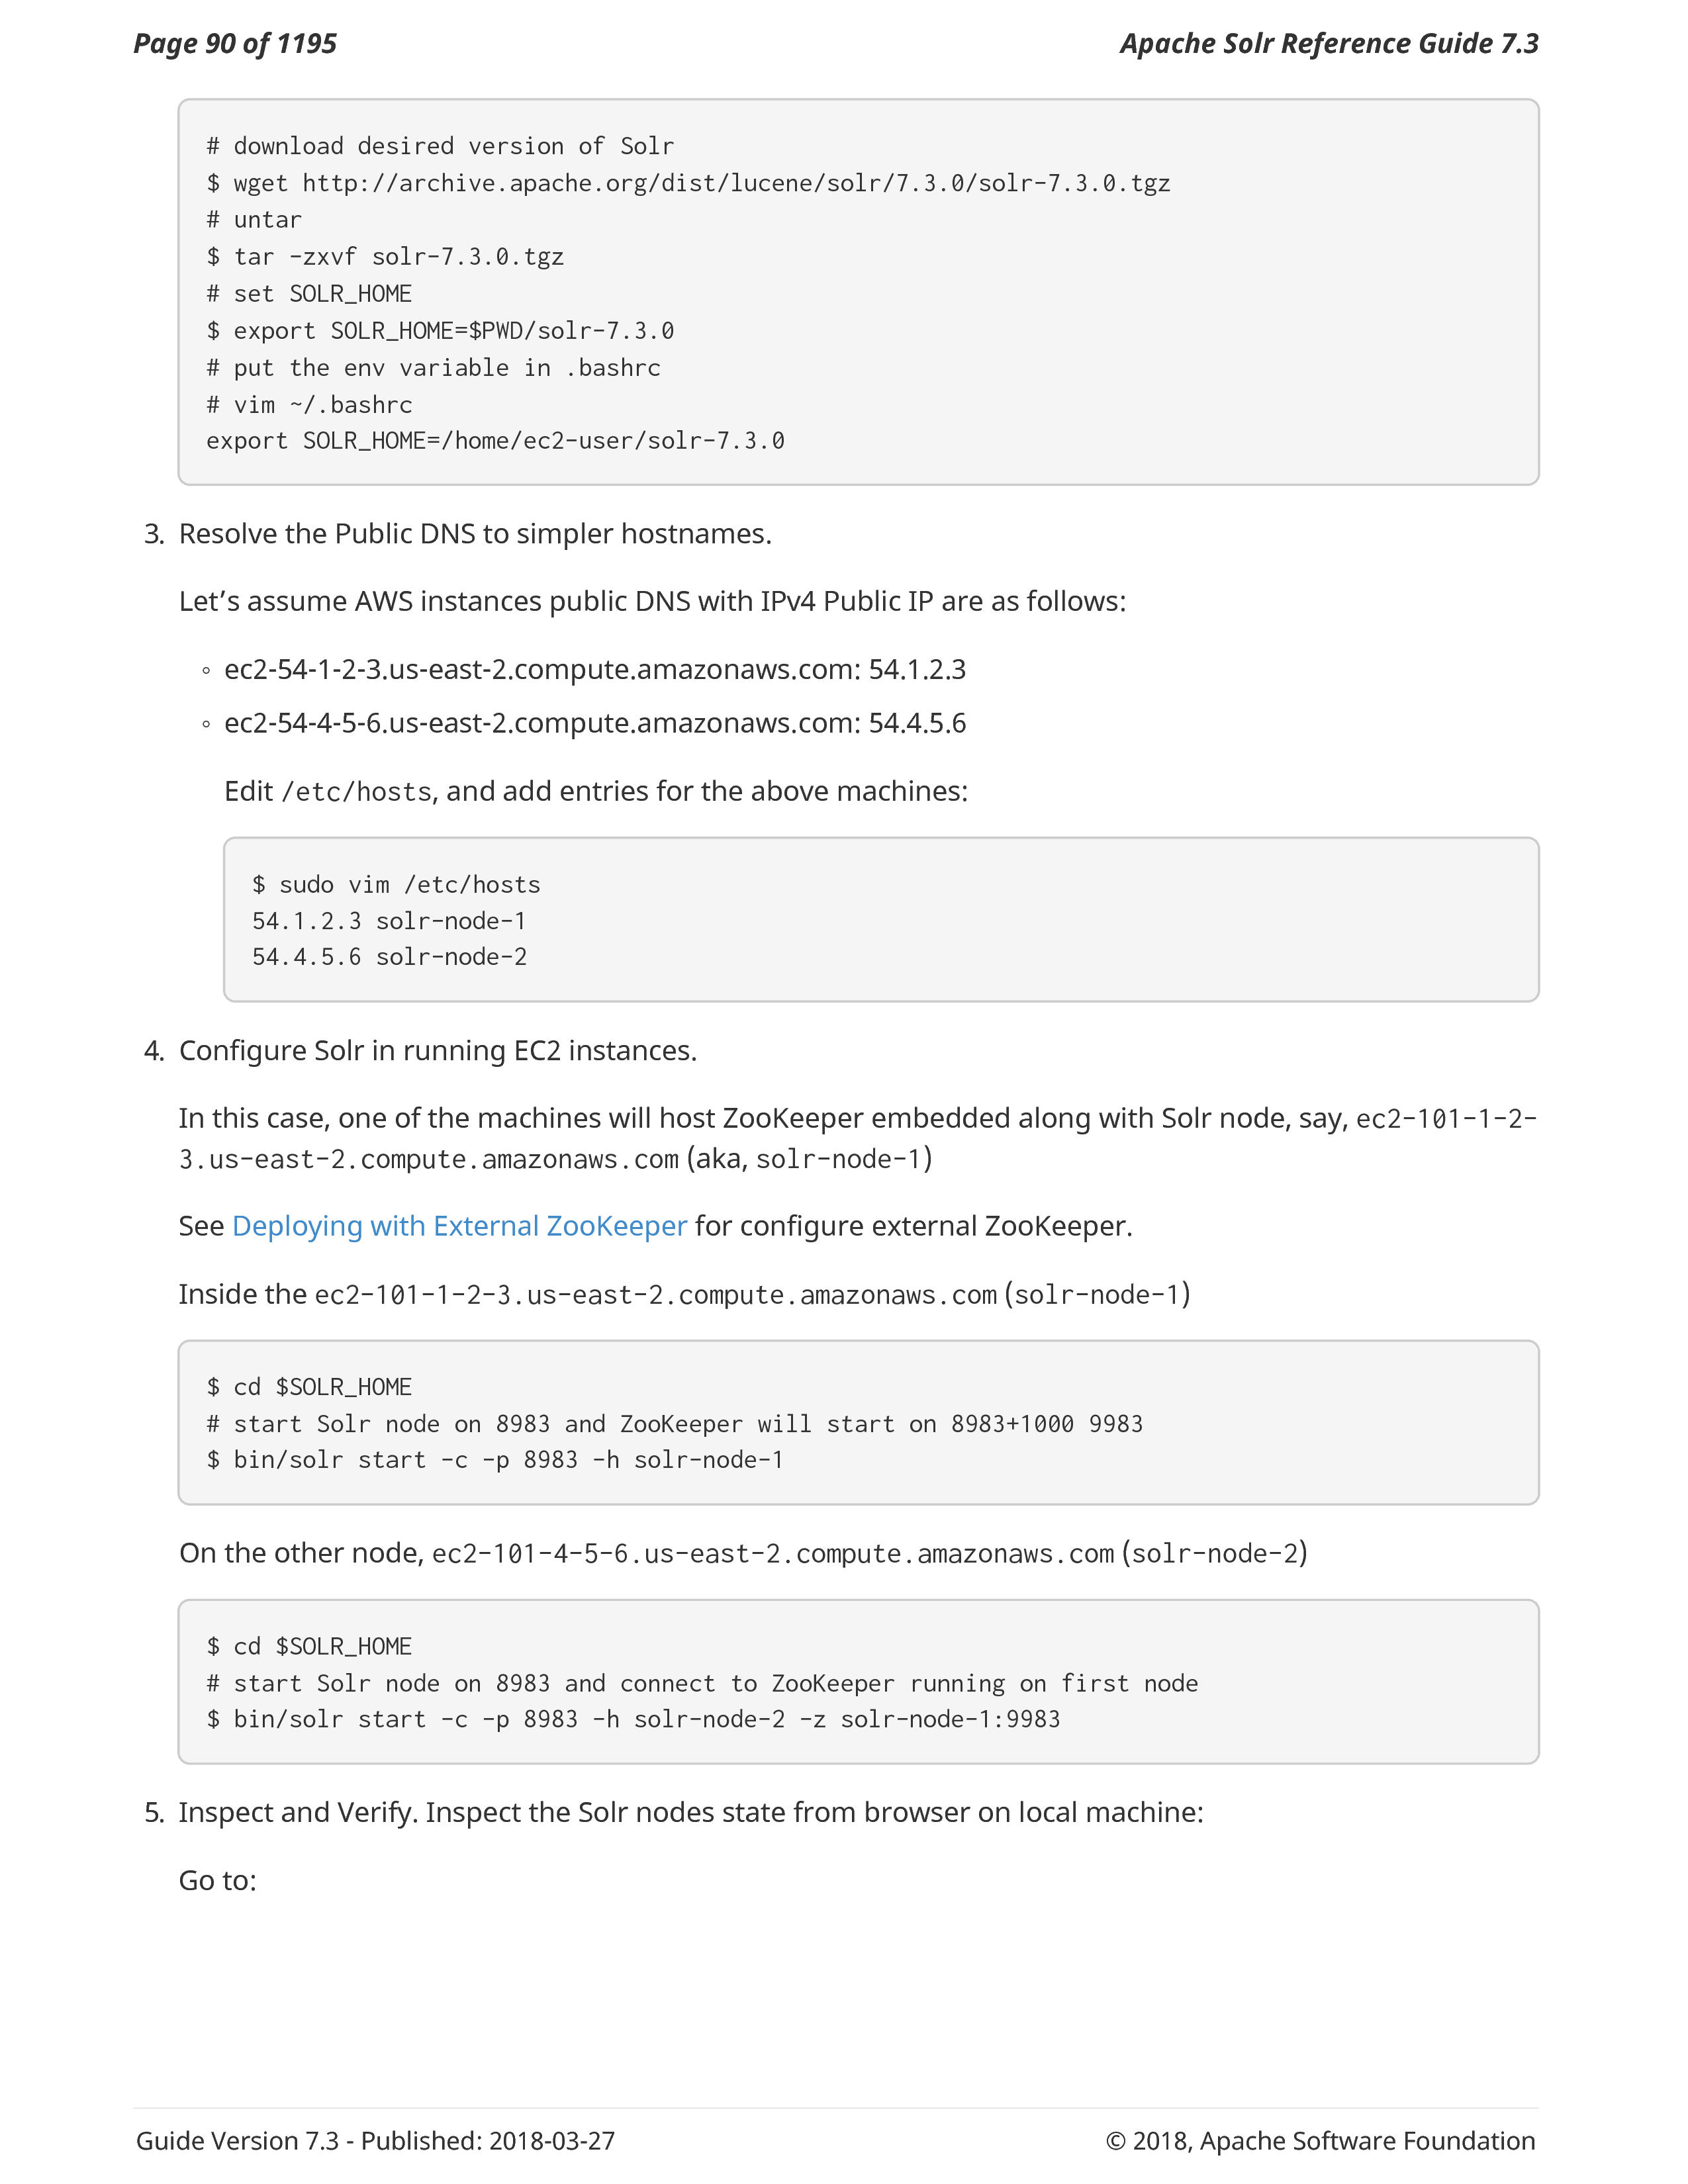 Page 90 of 1195
Apache Solr Reference Guide 7.3
# download desired version of Solr
$ wget http://archive.apache.org/dist/lucene/solr/7.3.0/solr-7.3.0.tgz
# untar
$ tar -zxvf solr-7.3.0.tgz
# set SOLR_HOME
$ export SOLR_HOME=$PWD/solr-7.3.0
# put the env variable in .bashrc
# vim ~/.bashrc
export SOLR_HOME=/home/ec2-user/solr-7.3.0
3. Resolve the Public DNS to simpler hostnames.
Let’s assume AWS instances public DNS with IPv4 Public IP are as follows:
◦ ec2-54-1-2-3.us-east-2.compute.amazonaws.com: 54.1.2.3
◦ ec2-54-4-5-6.us-east-2.compute.amazonaws.com: 54.4.5.6
Edit /etc/hosts, and add entries for the above machines:
$ sudo vim /etc/hosts
54.1.2.3 solr-node-1
54.4.5.6 solr-node-2
4. Configure Solr in running EC2 instances.
In this case, one of the machines will host ZooKeeper embedded along with Solr node, say, ec2-101-1-2-
3.us-east-2.compute.amazonaws.com (aka, solr-node-1)
See Deploying with External ZooKeeper for configure external ZooKeeper.
Inside the ec2-101-1-2-3.us-east-2.compute.amazonaws.com (solr-node-1)
$ cd $SOLR_HOME
# start Solr node on 8983 and ZooKeeper will start on 8983+1000 9983
$ bin/solr start -c -p 8983 -h solr-node-1
On the other node, ec2-101-4-5-6.us-east-2.compute.amazonaws.com (solr-node-2)
$ cd $SOLR_HOME
# start Solr node on 8983 and connect to ZooKeeper running on first node
$ bin/solr start -c -p 8983 -h solr-node-2 -z solr-node-1:9983
5. Inspect and Verify. Inspect the Solr nodes state from browser on local machine:
Go to:
Guide Version 7.3 - Published: 2018-03-27
© 2018, Apache Software Foundation